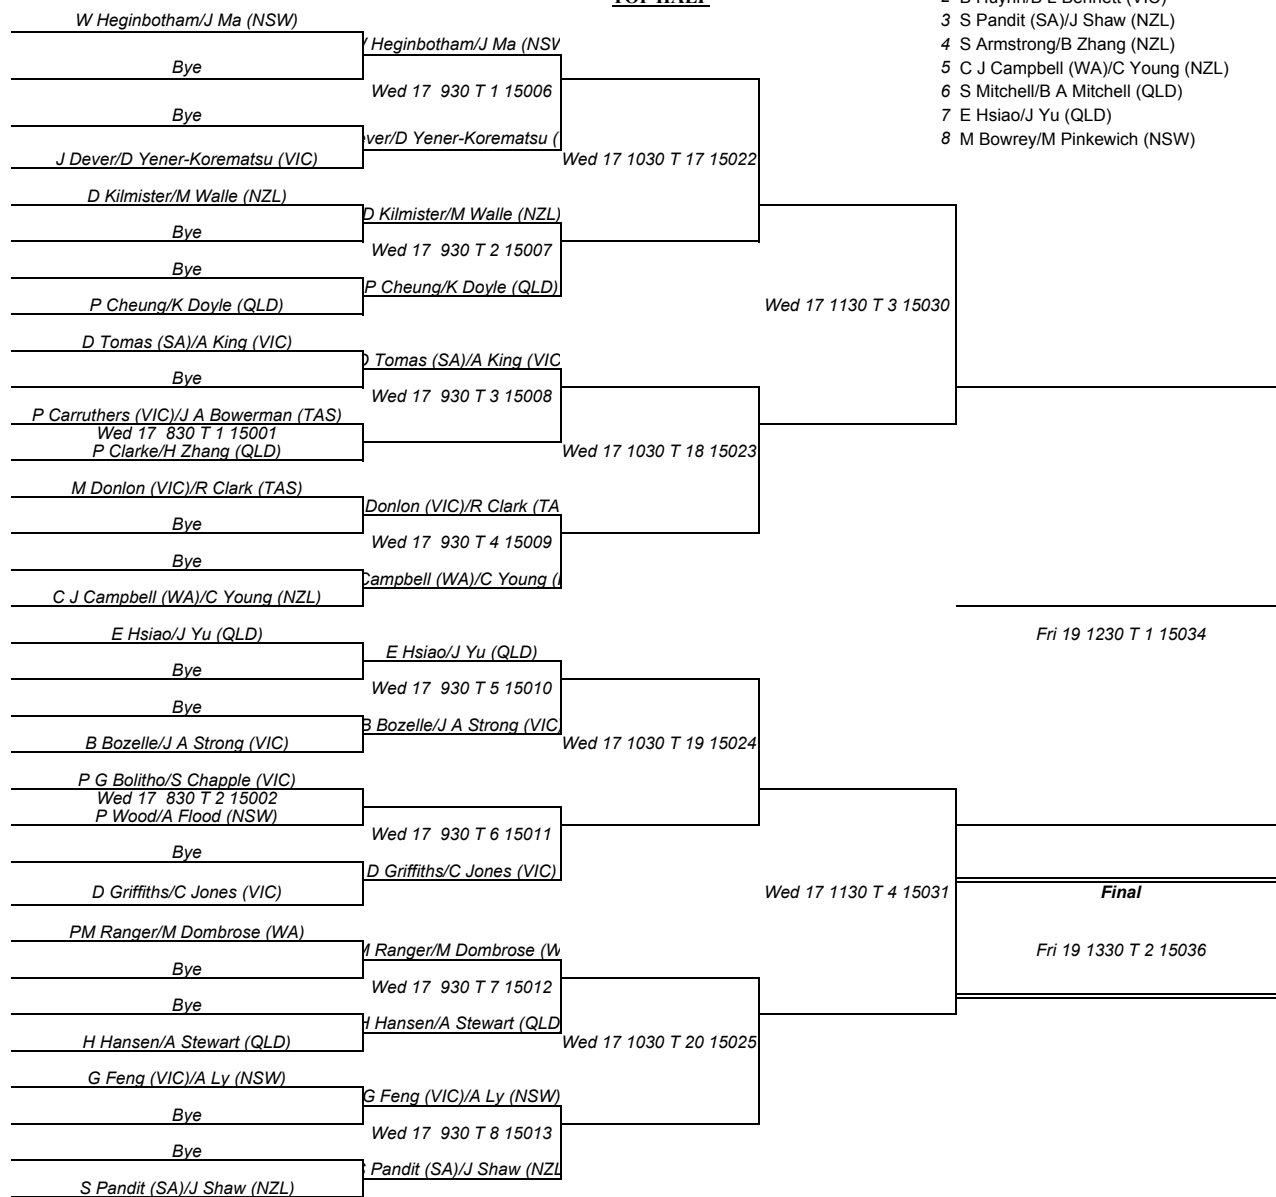 TOP HALF
2 B Huynh/B L Bennett (VIC)
3 S Pandit (SA)/J Shaw (NZL)
4 S Armstrong/B Zhang (NZL)
5 C J Campbell (WA)/C Young (NZL)
6 S Mitchell/B A Mitchell (QLD)
7 E Hsiao/J Yu (QLD)
8 M Bowrey/M Pinkewich (NSW)
W Heginbotham/J Ma (NSW)
Bye
Bye
J Dever/D Yener-Korematsu (VIC)
D Kilmister/M Walle (NZL)
Bye
Bye
P Cheung/K Doyle (QLD)
D Tomas (SA)/A King (VIC)
Bye
P Carruthers (VIC)/J A Bowerman (TAS)
Wed 17 830 T 1 15001
P Clarke/H Zhang (QLD)
M Donlon (VIC)/R Clark (TAS)
Bye
Bye
C J Campbell (WA)/C Young (NZL)
E Hsiao/J Yu (QLD)
Bye
Bye
B Bozelle/J A Strong (VIC)
P G Bolitho/S Chapple (VIC)
Wed 17 830 T 2 15002
P Wood/A Flood (NSW)
Bye
D Griffiths/C Jones (VIC)
PM Ranger/M Dombrose (WA)
Bye
Bye
H Hansen/A Stewart (QLD)
G Feng (VIC)/A Ly (NSW)
Bye
Bye
S Pandit (SA)/J Shaw (NZL)
Heginbotham/J Ma (NSW
Wed 17 930 T 1 15006
ever/D Yener-Korematsu (
D Kilmister/M Walle (NZL)
Wed 17 930 T 2 15007
P Cheung/K Doyle (QLD)
D Tomas (SA)/A King (VIC
Wed 17 930 T 3 15008
Donlon (VIC)/R Clark (TA
Wed 17 930 T 4 15009
Campbell (WA)/C Young (
E Hsiao/J Yu (QLD)
Wed 17 930 T 5 15010
B Bozelle/J A Strong (VIC)
Wed 17 930 T 6 15011
D Griffiths/C Jones (VIC)
M Ranger/M Dombrose (W
Wed 17 930 T 7 15012
H Hansen/A Stewart (QLD
G Feng (VIC)/A Ly (NSW)
Wed 17 930 T 8 15013
Pandit (SA)/J Shaw (NZL
Wed 17 1030 T 17 15022
Wed 17 1030 T 18 15023
Wed 17 1030 T 19 15024
Wed 17 1030 T 20 15025
Wed 17 1130 T 3 15030
Wed 17 1130 T 4 15031
Fri 19 1230 T 1 15034
Final
Fri 19 1330 T 2 15036